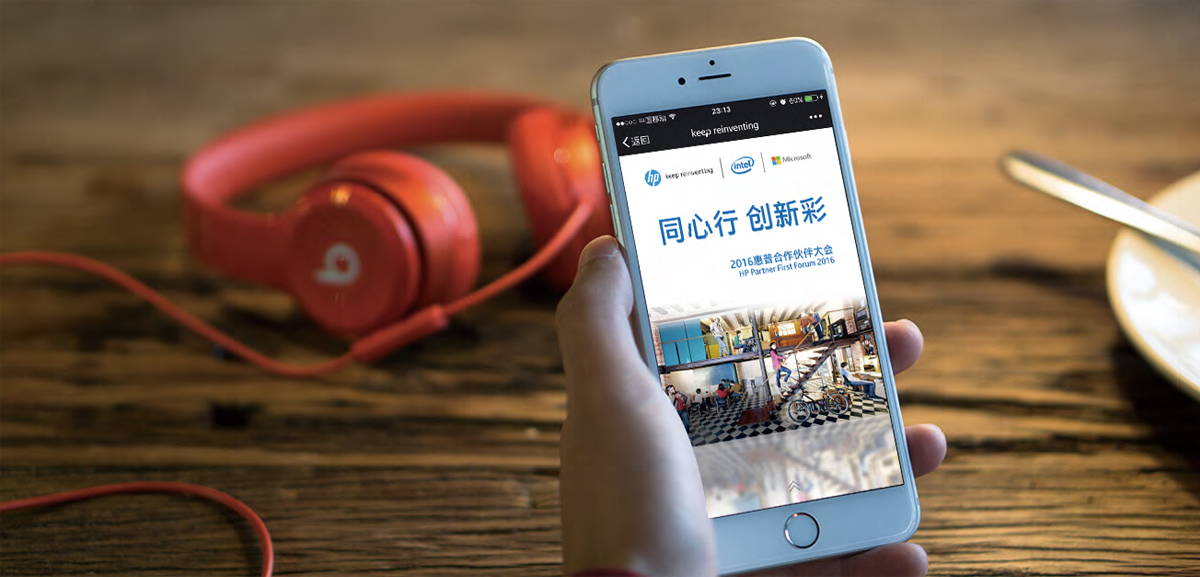 23:13
中国移动
60%
返回
keep reinventing
hp keep reinventing
intel
Microsoft
同心行 创新彩
2016惠普合作伙伴大会
HP Partner First Forum 2016